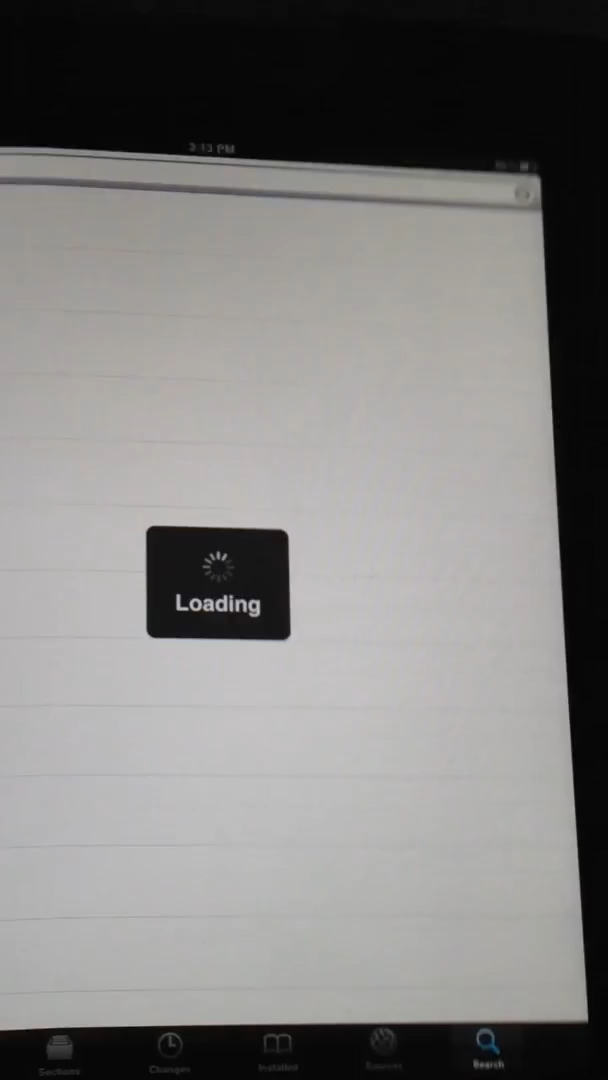 3:13 PM
Loading
Sections
Changes
Installed
Sources
Search